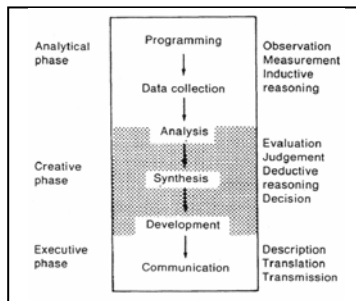 Analytical
phase
Programming
Observation
Measurement
Inductive
reasoning
Data collection
Analysis
Creative
phase
Synthesis
Evaluation
Judgement
Deductive
reasoning
Decision
Development
Executive
phase
Communication
Description
Translation
Transmission